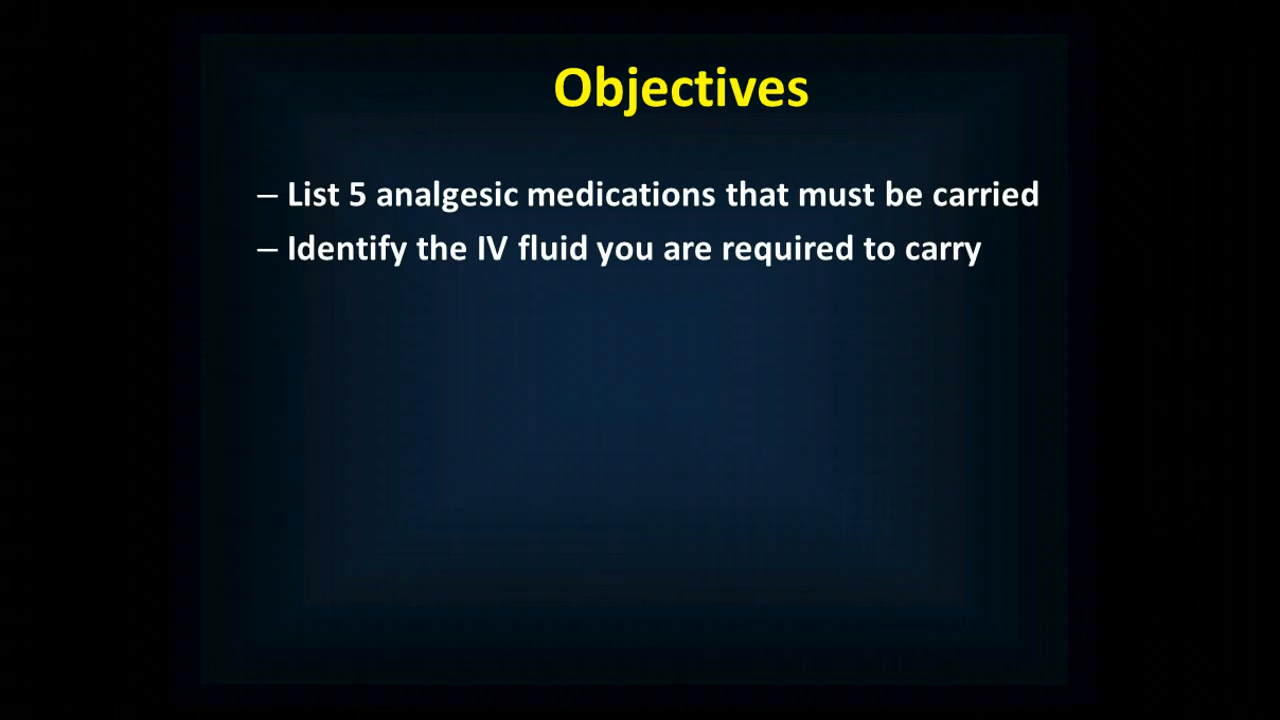 Objectives
– List 5 analgesic medications that must be carried
– Identify the IV fluid you are required to carry